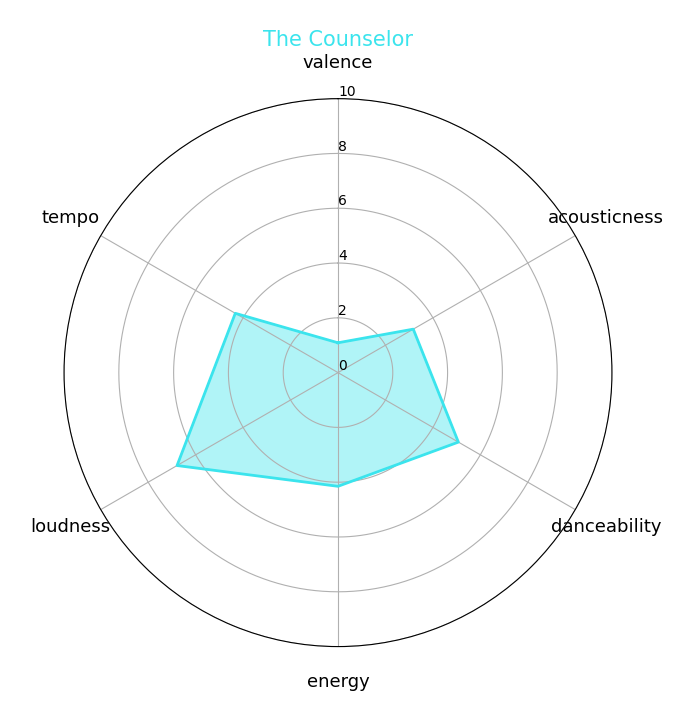 The Counselor
valence
10
8
tempo
acousticness
6
4
2
0
loudness
danceability
energy